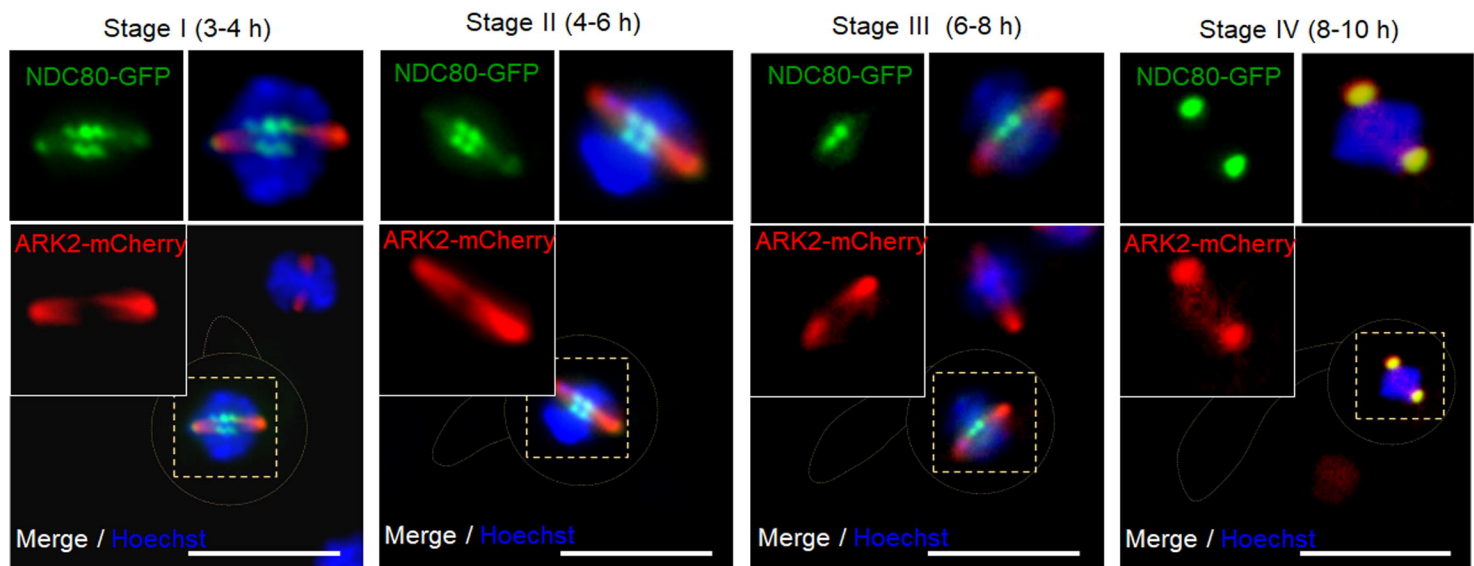 Stage I (3-4 h)
NDC80-GFP
ARK2-mCherry
Merge / Hoechst
Stage II (4-6 h)
NDC80-GFP
ARK2-mCherry
Merge / Hoechst
Stage III (6-8 h)
NDC80-GFP
ARK2-mCherry
Merge / Hoechst
Stage IV (8-10 h)
NDC80-GFP
ARK2-mCherry
Merge / Hoechst